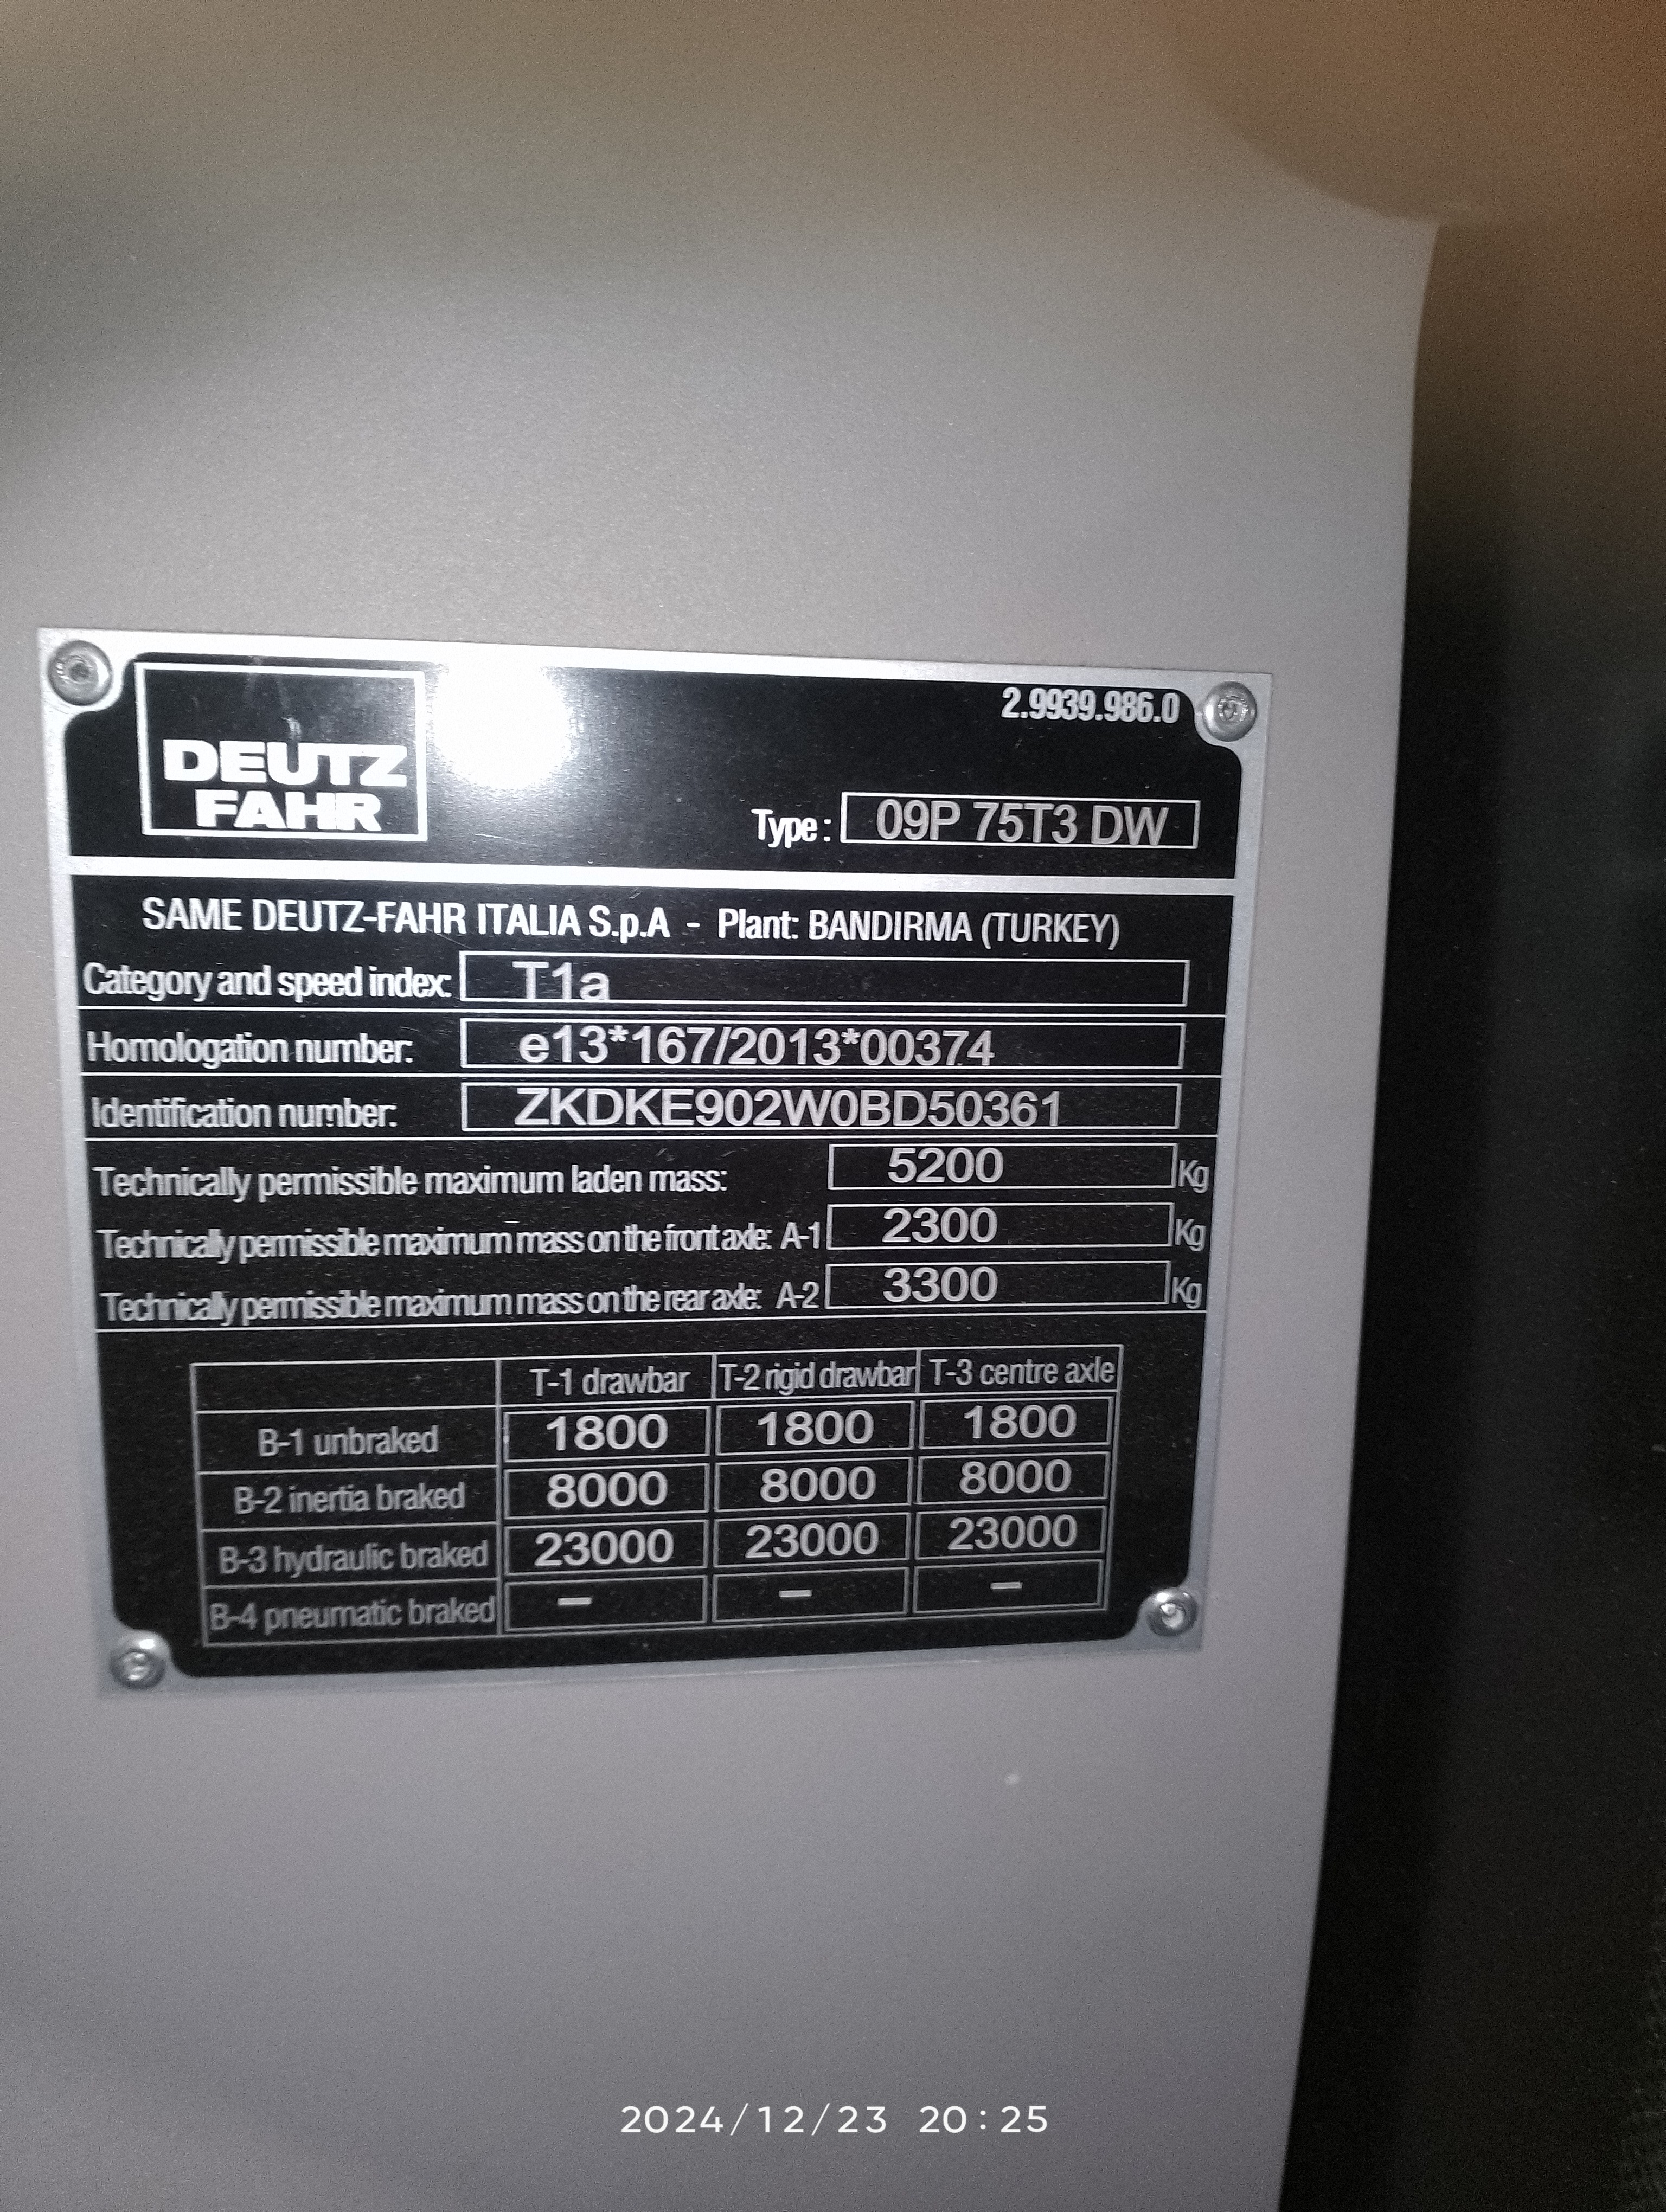 2.9939.986.0
DEUTZ
FAHR
Type: 09P 75T3 DW
SAME DEUTZ-FAHR ITALIA S.p.A - Plant: BANDIRMA (TURKEY)
Category and speed index: T1a
Homologation number: e13*167/2013*00374
Identification number: ZKDKE902W0BD50361
Technically permissible maximum laden mass: 5200 Kg
Technically permissible maximum mass on the front axle: A-1 2300 Kg
Technically permissible maximum mass on the rear axle: A-2 3300 Kg
T-1 drawbar T-2 rigid drawbar T-3 centre axle
B-1 unbraked 1800 1800 1800
B-2 inertia braked 8000 8000 8000
B-3 hydraulic braked 23000 23000 23000
B-4 pneumatic braked - - -
2024/12/23 20:25